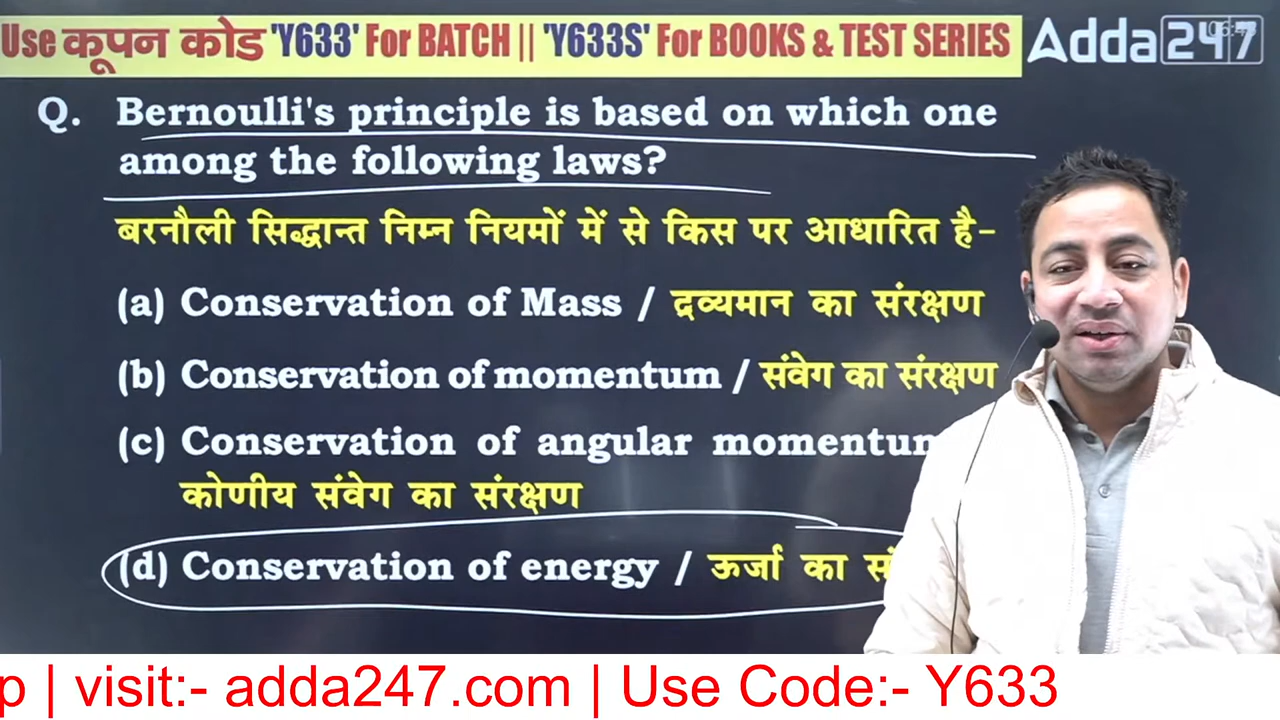 Use कूपन कोड 'Y633' For BATCH || 'Y633S' For BOOKS & TEST SERIES
Adda247
Q. Bernoulli's principle is based on which one
among the following laws?
बरनौली सिद्धान्त निम्न नियमों में से किस पर आधारित है-
(a) Conservation of Mass / द्रव्यमान का संरक्षण
(b) Conservation of momentum / संवेग का संरक्षण
(c) Conservation of angular
कोणीय संवेग का संरक्षण
(d) Conservation of energy / ऊर्जा का
p | visit:- adda247.com | Use Code:- Y633